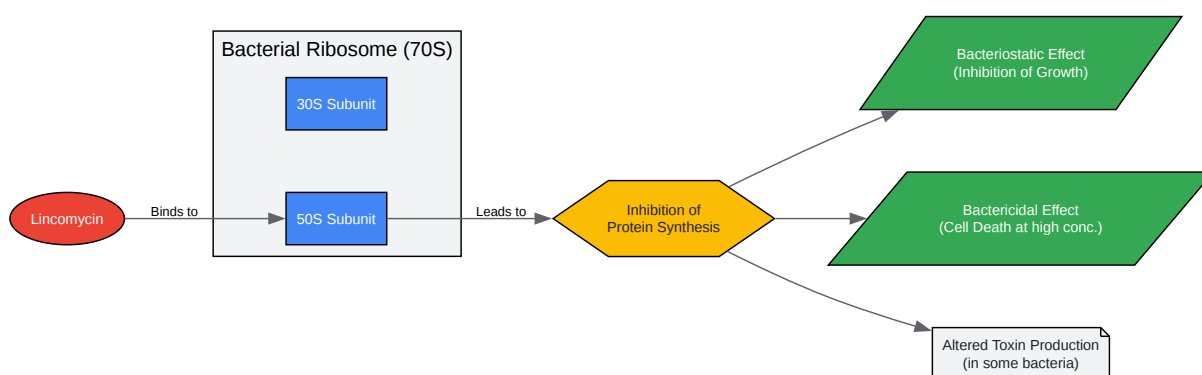 Bacterial Ribosome (70S)
30S Subunit
Lincomycin
Binds to
50S Subunit
Leads to
Inhibition of
Protein Synthesis
Bacteriostatic Effect
(Inhibition of Growth)
Bactericidal Effect
(Cell Death at high conc.)
Altered Toxin Production
(in some bacteria)